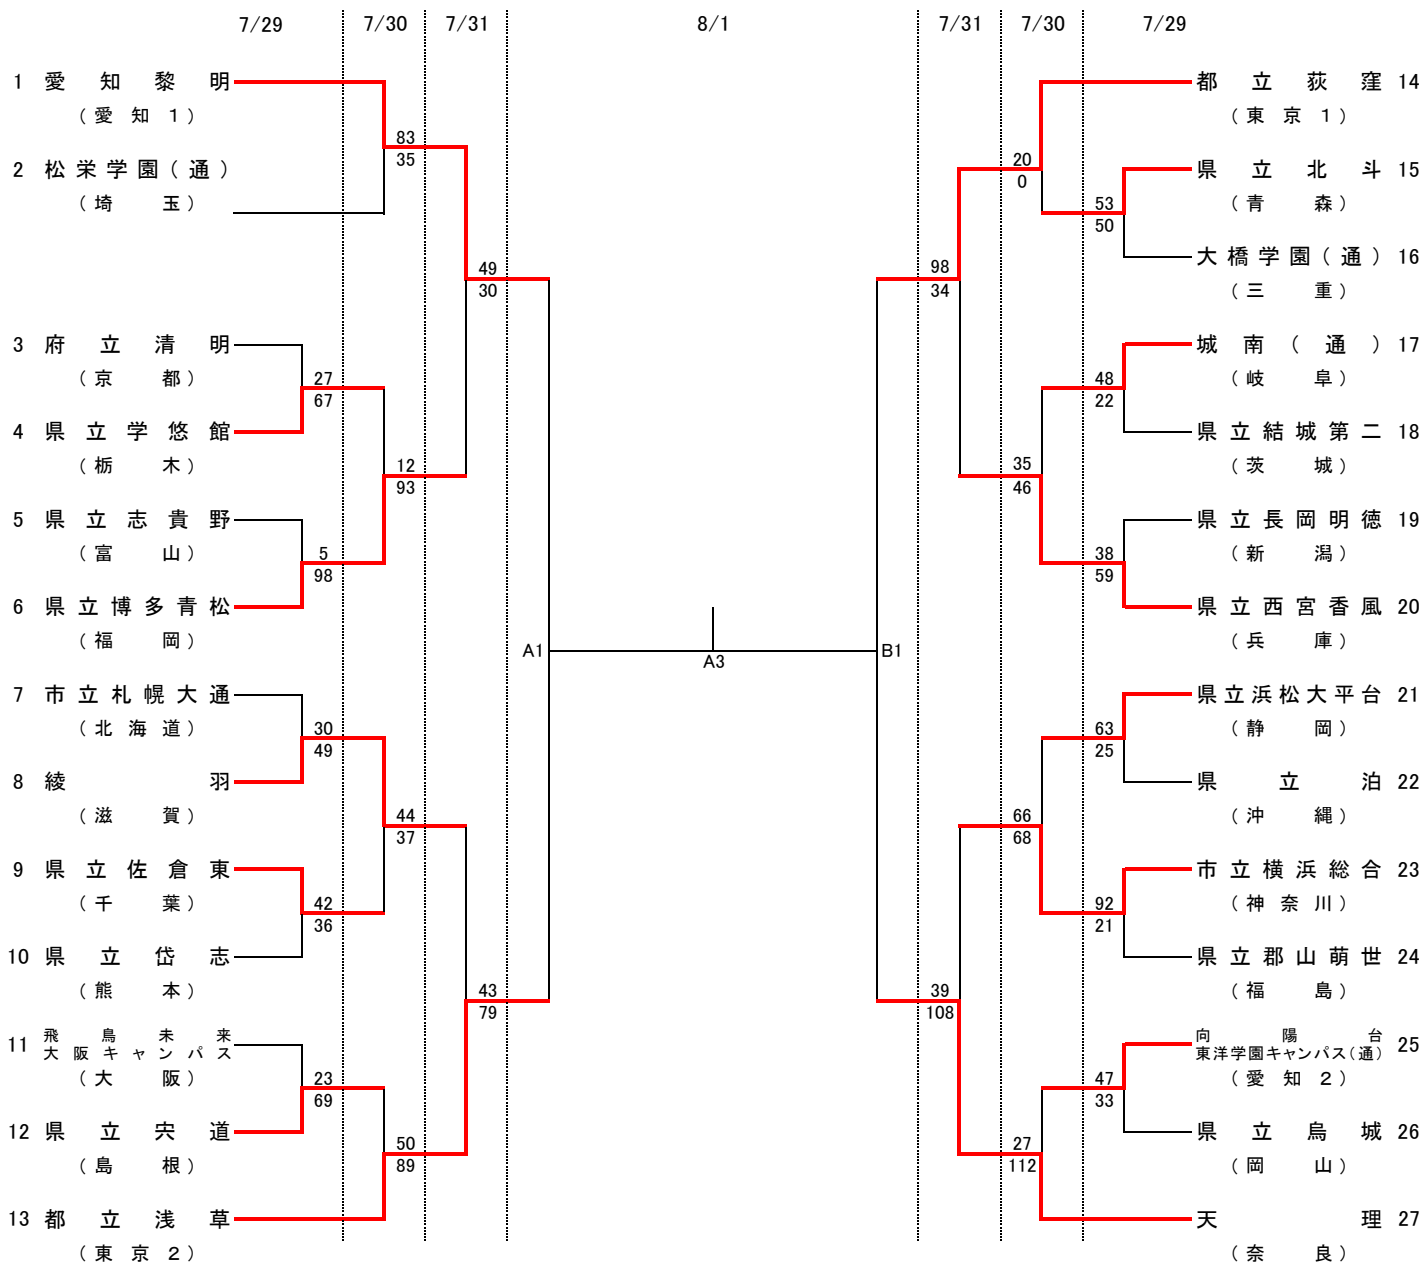 7/29 7/30 7/31 8/1 7/31 7/30 7/29
1 愛知黎明
（愛知１）
83
35
2 松栄学園（通）
（埼玉）
49
30
3 府立清明
（京都）
27
67
4 県立学悠館
（栃木）
12
93
5 県立志貴野
（富山）
5
98
6 県立博多青松
（福岡）
A1
7 市立札幌大通
（北海道）
30
49
8 綾羽
（滋賀）
44
37
9 県立佐倉東
（千葉）
42
36
10 県立岱志
（熊本）
43
79
11 飛鳥未来
大阪キャンパス
（大阪）
23
69
12 県立宍道
（島根）
50
89
13 都立浅草
（東京２）
A3
都立荻窪 14
（東京１）
20
0
県立北斗 15
（青森）
53
50
大橋学園（通） 16
（三重）
98
34
城南（通） 17
（岐阜）
48
22
県立結城第二 18
（茨城）
35
46
県立長岡明徳 19
（新潟）
38
59
県立西宮香風 20
（兵庫）
B1
県立浜松大平台 21
（静岡）
63
25
県立泊 22
（沖縄）
66
68
市立横浜総合 23
（神奈川）
92
21
県立郡山萌世 24
（福島）
39
108
向陽台
東洋学園キャンパス（通） 25
（愛知２）
47
33
県立烏城 26
（岡山）
27
112
天理 27
（奈良）